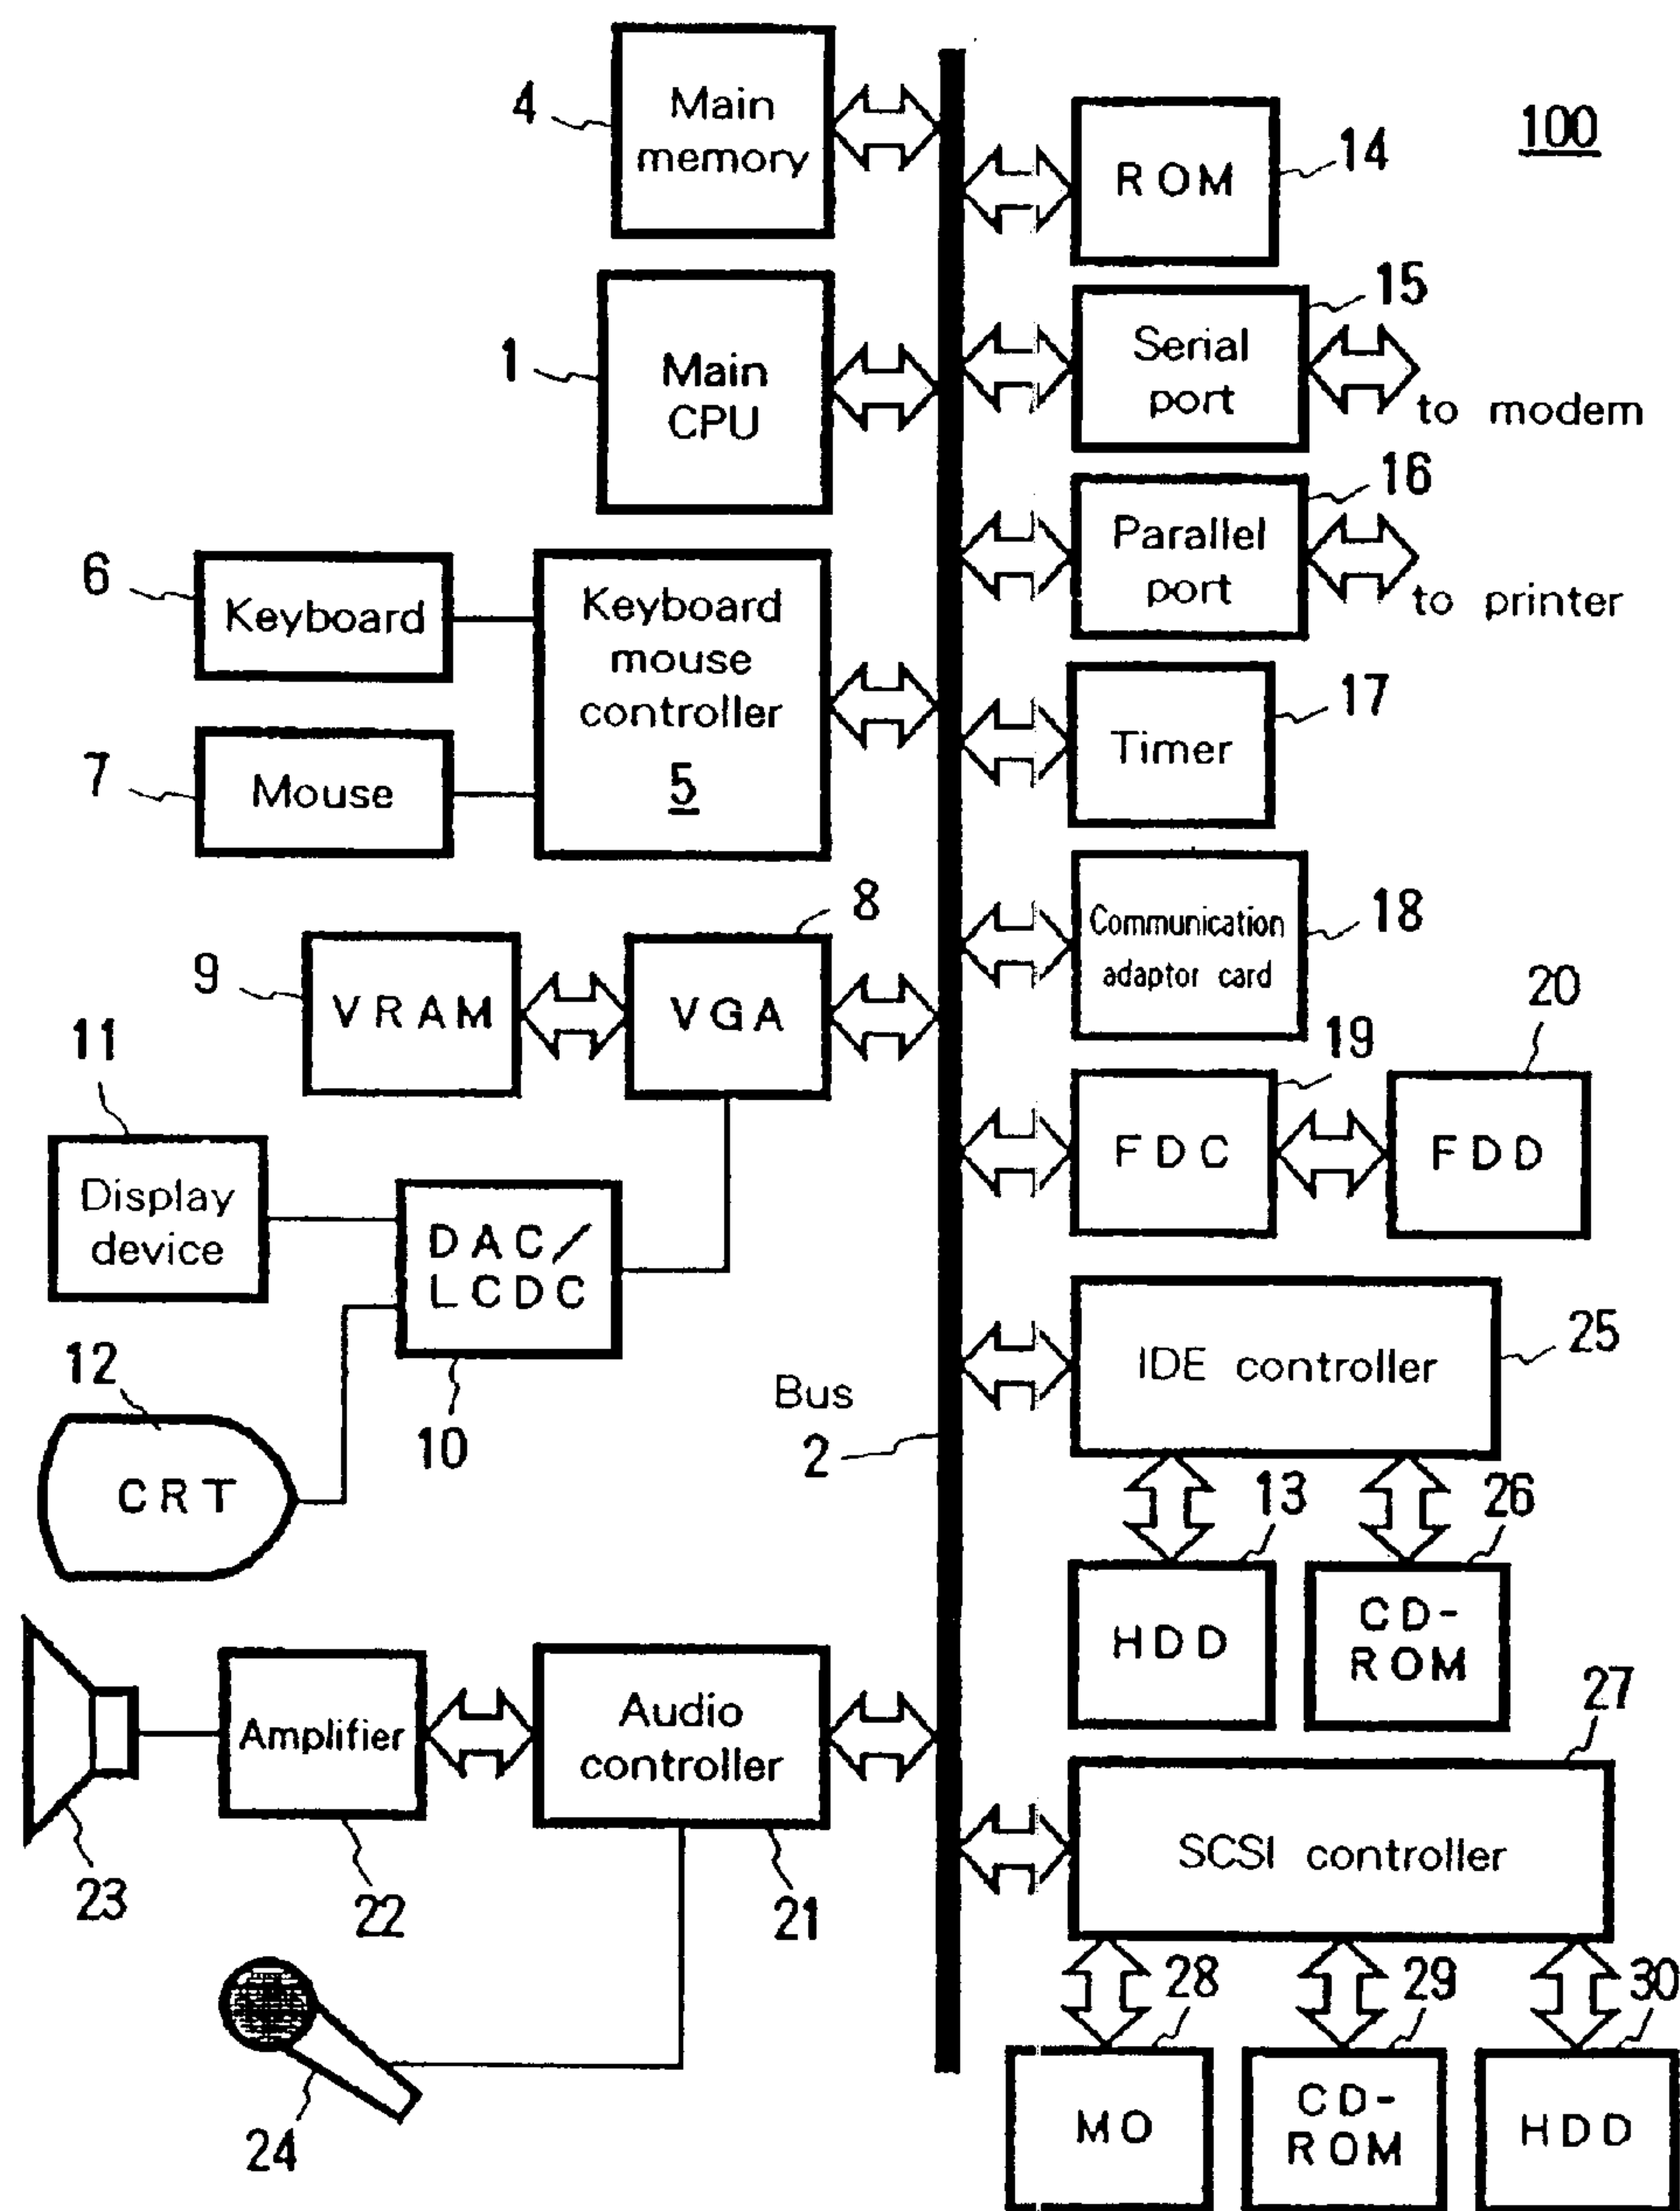 100
4
Main
memory
ROM
14
1
Main
CPU
Serial
port
15
to modem
Parallel
port
16
to printer
6
Keyboard
7
Mouse
Keyboard
mouse
controller
5
Timer
17
Communication
adaptor card
18
9
VRAM
VGA
8
FDC
19
FDD
20
11
Display
device
DAC/
LCDC
10
12
CRT
Bus
2
IDE controller
25
HDD
13
CD-
ROM
26
23
Amplifier
22
Audio
controller
21
24
SCSI controller
27
MO
28
CD-
ROM
29
HDD
30